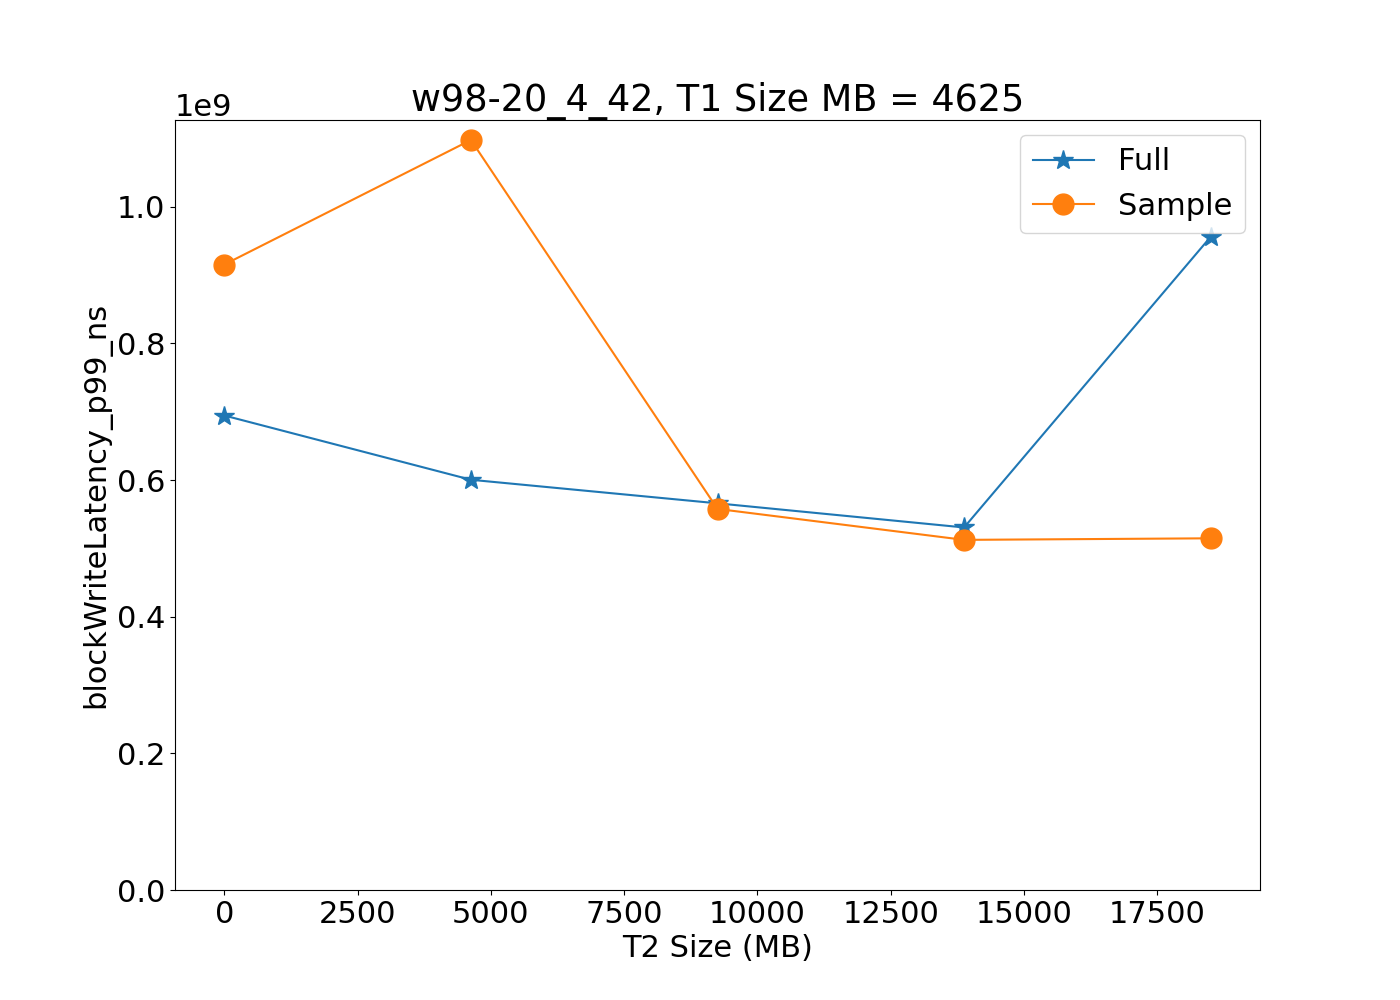 w98-20_4_42, T1 Size MB = 4625
1e9
Full
Sample
1.0
0.8
0.6
0.4
0.2
0.0
blockWriteLatency_p99_ns
0 2500 5000 7500 10000 12500 15000 17500
T2 Size (MB)